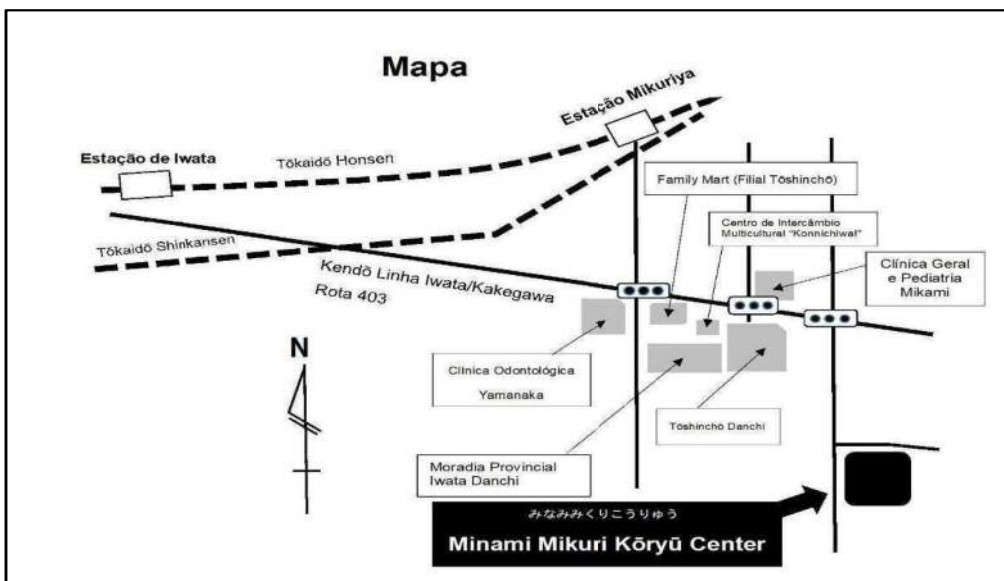 Mapa
Estação Mikuriya
Estação de Iwata
Tōkaidō Honsen
Family Mart (Filial Tōshinchō)
Centro de Intercâmbio
Multicultural "Konnichiwa!"
Tōkaidō Shinkansen
Kendō Linha Iwata/Kakegawa
Rota 403
Clínica Geral
e Pediatria
Mikami
N
Clínica Odontológica
Yamanaka
Tōshinchō Danchi
Moradia Provincial
Iwata Danchi
みなみみくりこうりゅう
Minami Mikuri Kōryū Center